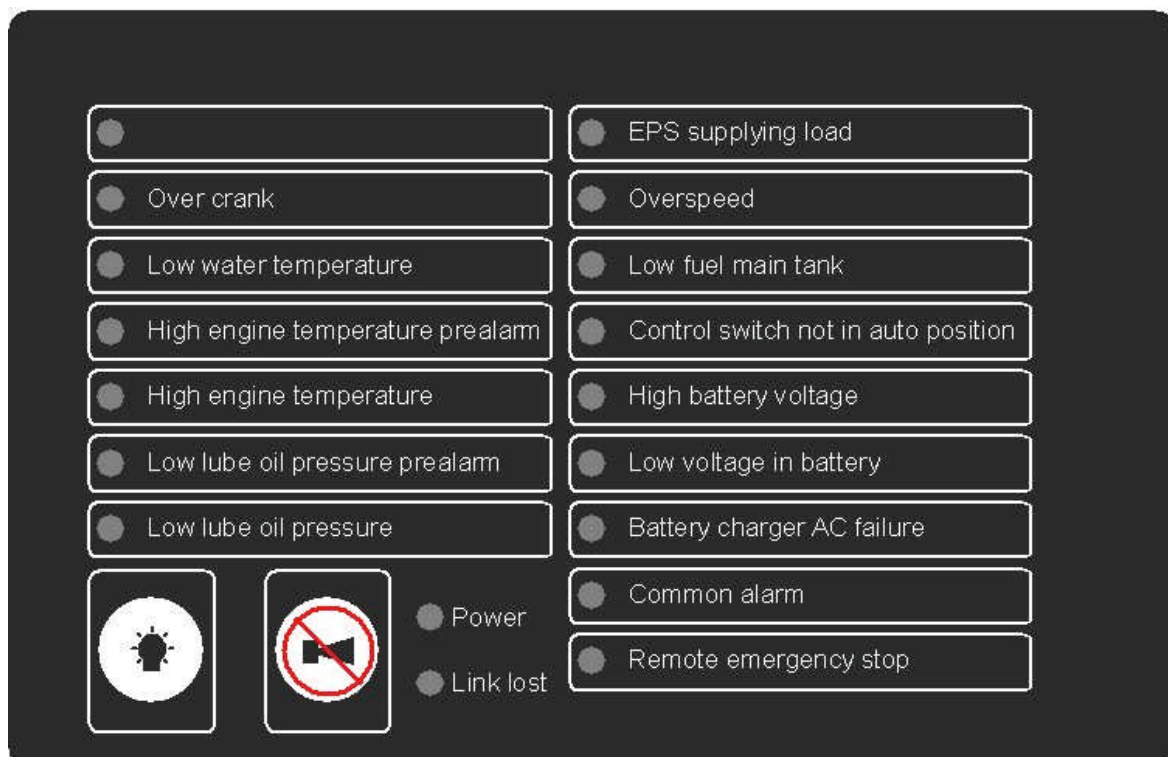 EPS supplying load
Over crank
Overspeed
Low water temperature
Low fuel main tank
High engine temperature prealarm
Control switch not in auto position
High engine temperature
High battery voltage
Low lube oil pressure prealarm
Low voltage in battery
Low lube oil pressure
Battery charger AC failure
Common alarm
Power
Remote emergency stop
Link lost